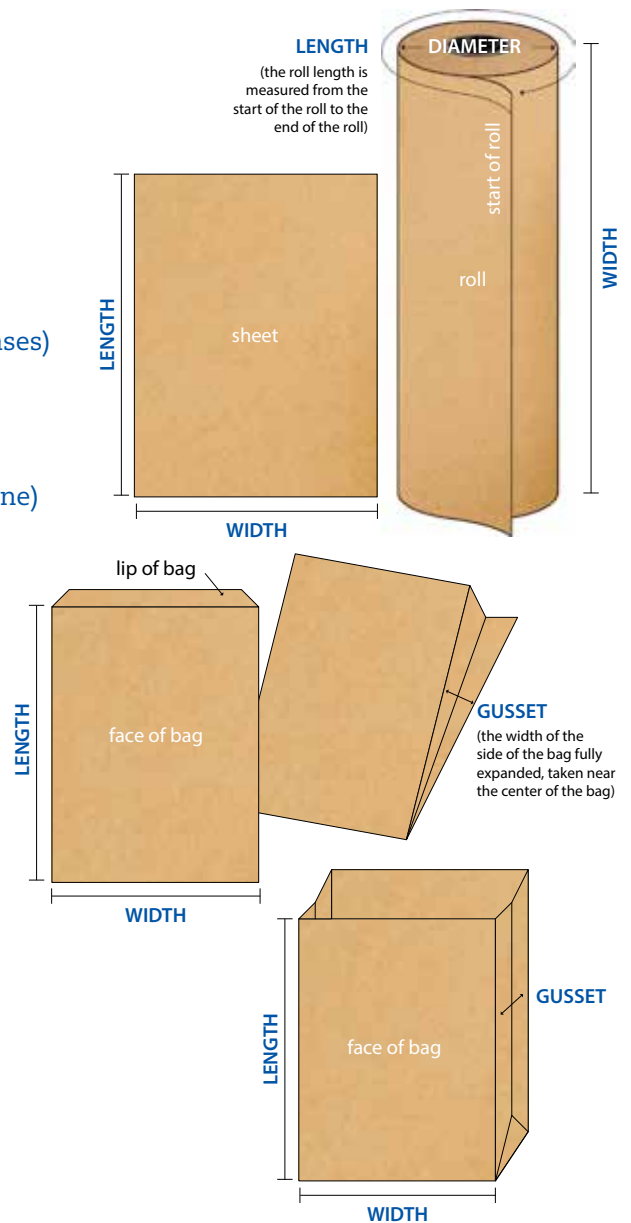 LENGTH
(the roll length is
measured from the
start of the roll to the
end of the roll)
DIAMETER
start of roll
roll
WIDTH
LENGTH
sheet
WIDTH
ases)
ne)
lip of bag
LENGTH
face of bag
WIDTH
GUSSET
(the width of the
side of the bag fully
expanded, taken near
the center of the bag)
LENGTH
face of bag
GUSSET
WIDTH